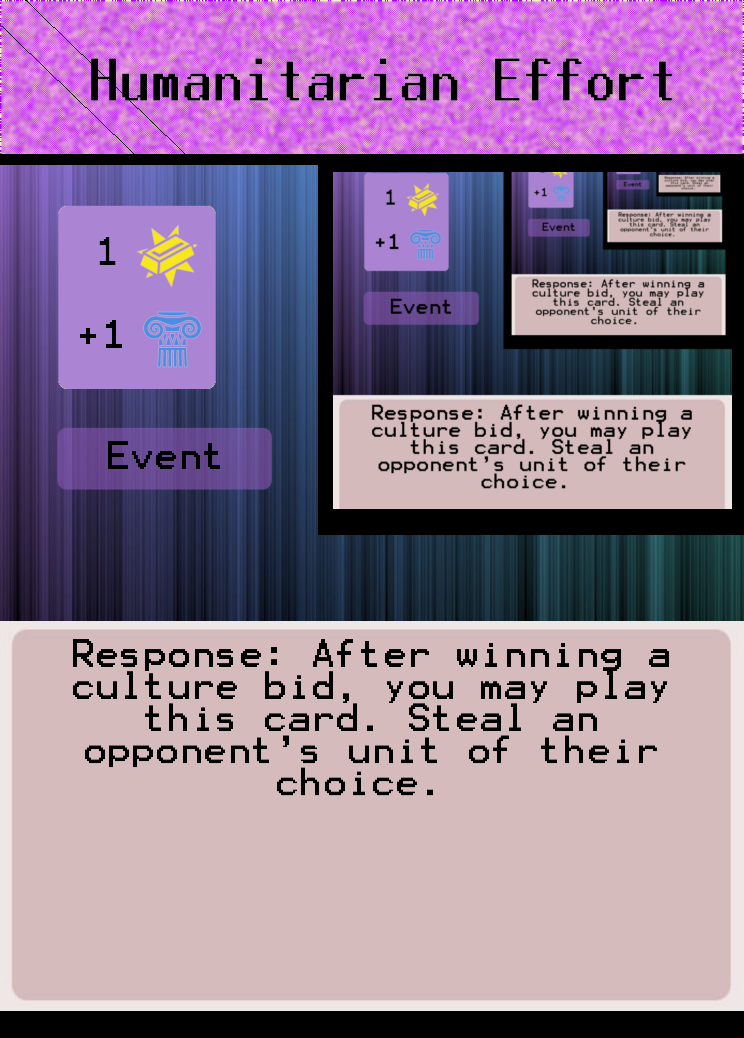 Humanitarian Effort
1
+1
Event
1
+1
Event
Response: After winning a
culture bid, you may play
this card. Steal an
opponent's unit of their
choice.
+1
Event
Response: After winning a
culture bid, you may play
this card. Steal an
opponent's unit of their
choice.
Event
Response: After winning a
culture bid, you may play
this card. Steal an
opponent's unit of their
choice.
Response: After winning a
culture bid, you may play
this card. Steal an
opponent's unit of their
choice.